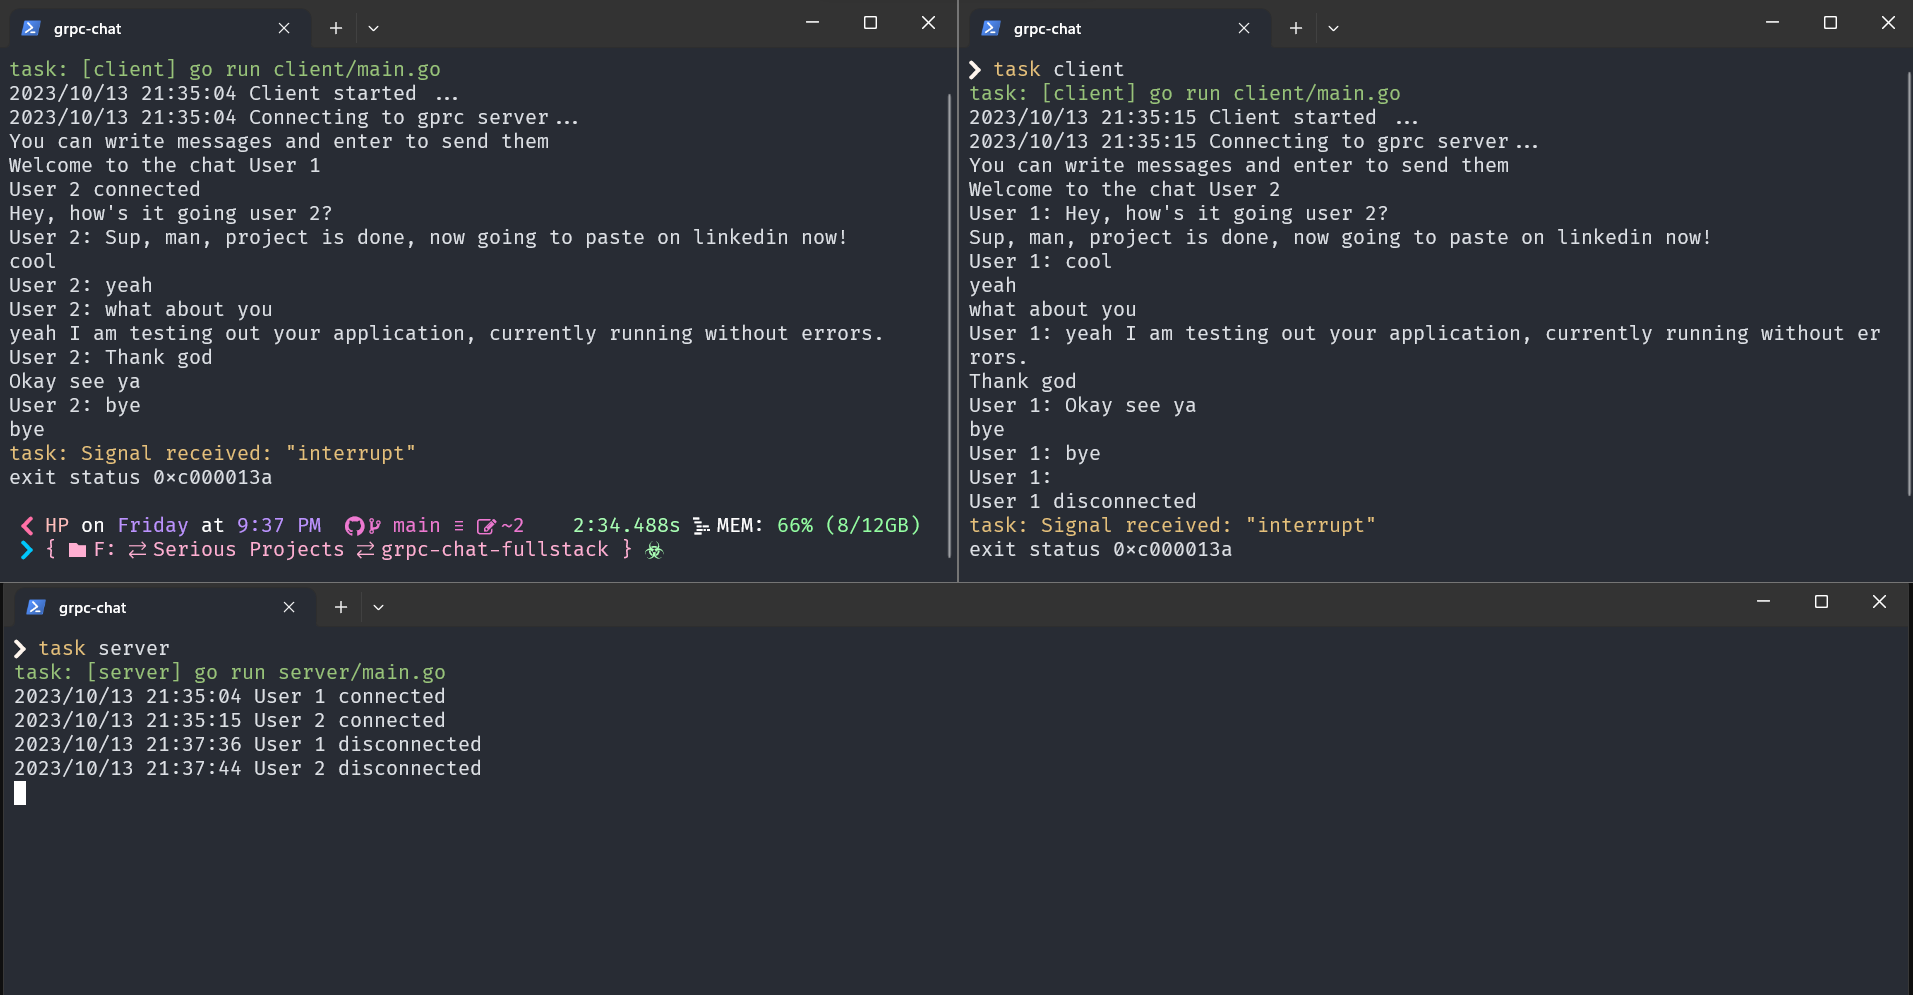 grpc-chat
task: [client] go run client/main.go
2023/10/13 21:35:04 Client started ...
2023/10/13 21:35:04 Connecting to gprc server...
You can write messages and enter to send them
Welcome to the chat User 1
User 2 connected
Hey, how's it going user 2?
User 2: Sup, man, project is done, now going to paste on linkedin now!
cool
User 2: yeah
User 2: what about you
yeah I am testing out your application, currently running without errors.
User 2: Thank god
Okay see ya
User 2: bye
bye
task: Signal received: "interrupt"
exit status 0xc000013a
HP on Friday at 9:37 PM main ≡ ~2 2:34.488s MEM: 66% (8/12GB)
{ F: ⇄ Serious Projects ⇄ grpc-chat-fullstack } ☣
grpc-chat
❯ task client
task: [client] go run client/main.go
2023/10/13 21:35:15 Client started ...
2023/10/13 21:35:15 Connecting to gprc server...
You can write messages and enter to send them
Welcome to the chat User 2
User 1: Hey, how's it going user 2?
Sup, man, project is done, now going to paste on linkedin now!
User 1: cool
yeah
what about you
User 1: yeah I am testing out your application, currently running without er
rors.
Thank god
User 1: Okay see ya
bye
User 1: bye
User 1:
User 1 disconnected
task: Signal received: "interrupt"
exit status 0xc000013a
grpc-chat
❯ task server
task: [server] go run server/main.go
2023/10/13 21:35:04 User 1 connected
2023/10/13 21:35:15 User 2 connected
2023/10/13 21:37:36 User 1 disconnected
2023/10/13 21:37:44 User 2 disconnected